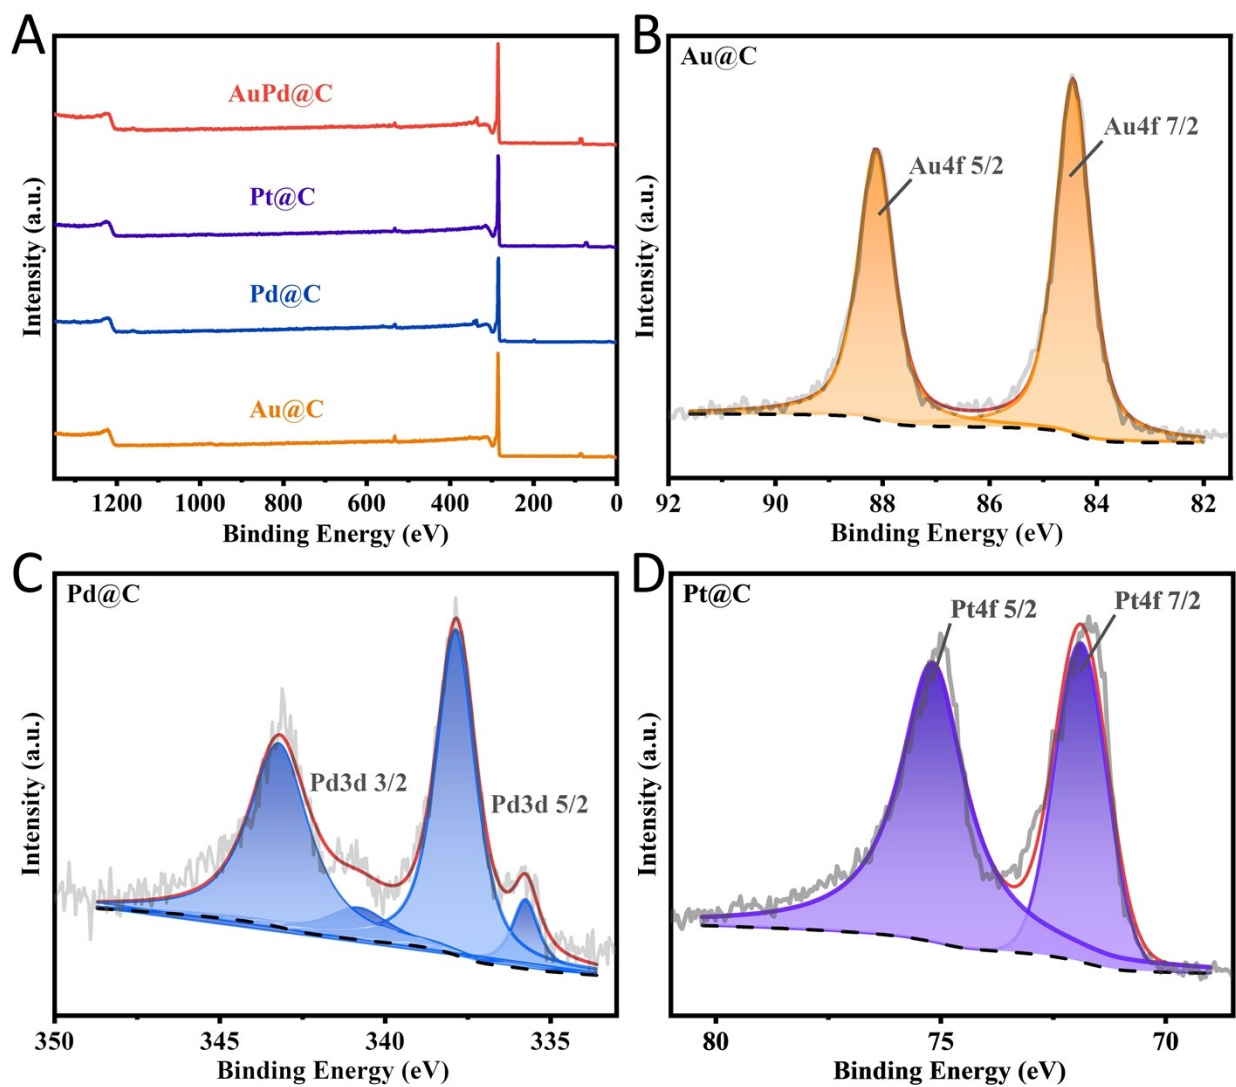 A
AuPd@C
Pt@C
Pd@C
Au@C
Intensity (a.u.)
1200 1000 800 600 400 200 0
Binding Energy (eV)
B
Au@C
Au4f 7/2
Au4f 5/2
Intensity (a.u.)
92 90 88 86 84 82
Binding Energy (eV)
C
Pd@C
Pd3d 3/2
Pd3d 5/2
Intensity (a.u.)
350 345 340 335
Binding Energy (eV)
D
Pt@C
Pt4f 5/2
Pt4f 7/2
Intensity (a.u.)
80 75 70
Binding Energy (eV)